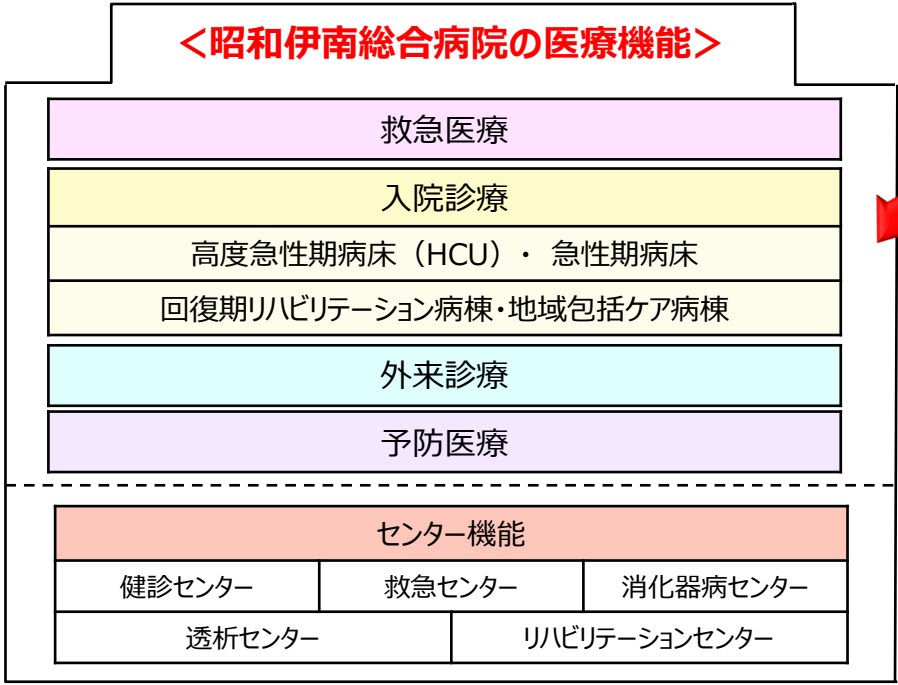 <昭和伊南総合病院の医療機能>
救急医療
入院診療
高度急性期病床（HCU）・ 急性期病床
回復期リハビリテーション病棟・地域包括ケア病棟
外来診療
予防医療
センター機能
健診センター 救急センター 消化器病センター
透析センター リハビリテーションセンター